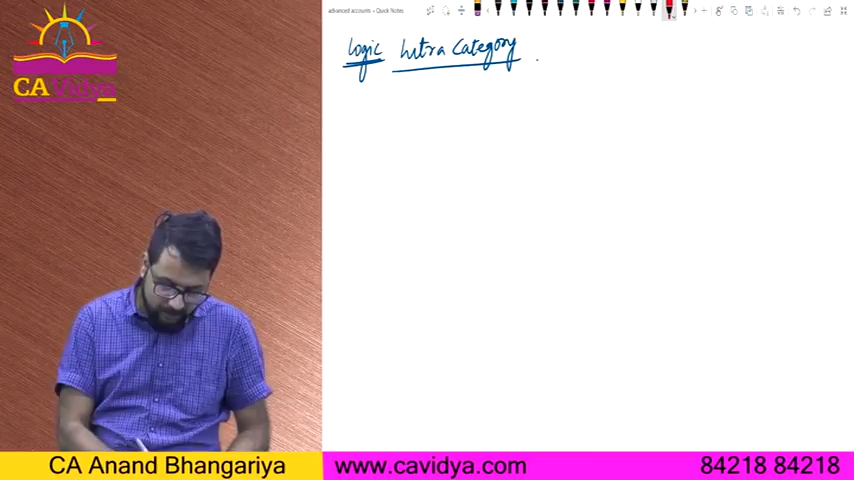 advanced accounts - Quick Notes
Logic Intra Category
CA Vidya
CA Anand Bhangariya
www.cavidya.com
84218 84218